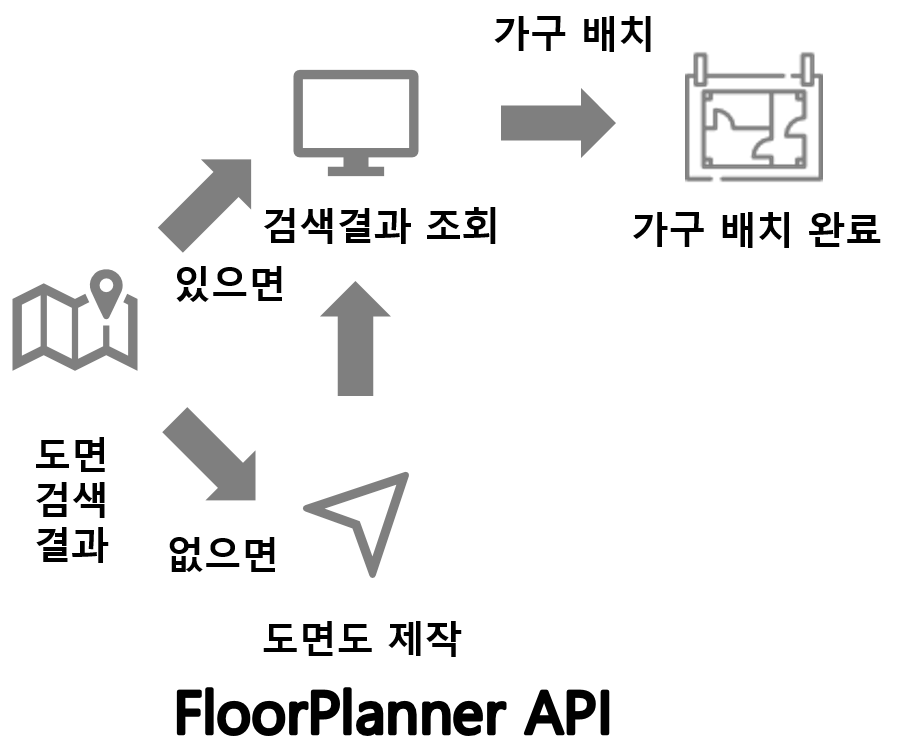 가구 배치
검색결과 조회
가구 배치 완료
있으면
도면
검색
결과
없으면
도면도 제작
FloorPlanner API